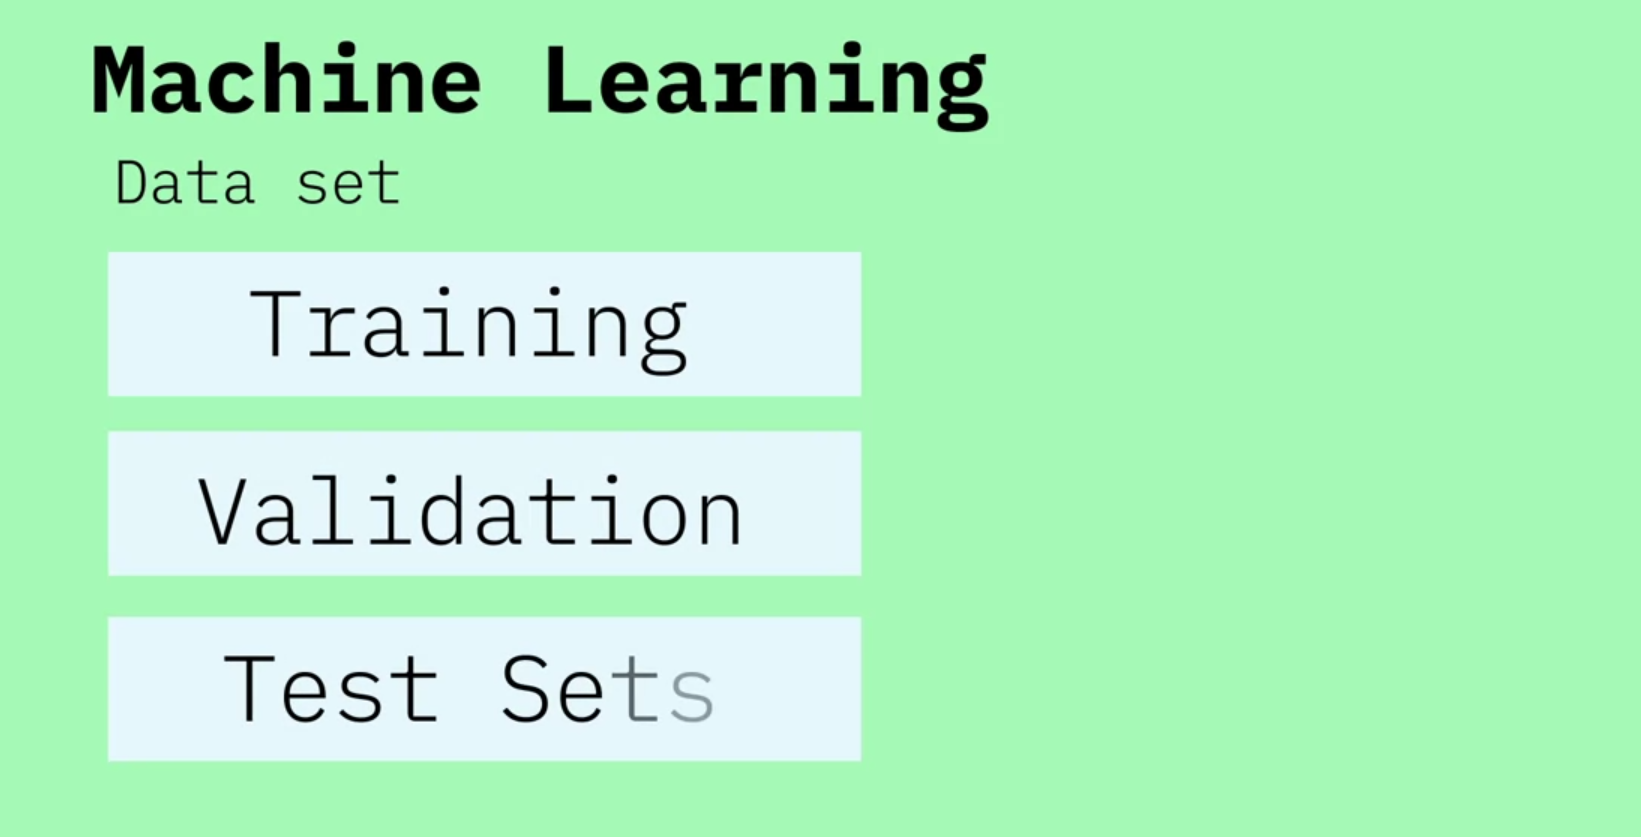 Machine Learning
Data set
Training
Validation
Test Sets